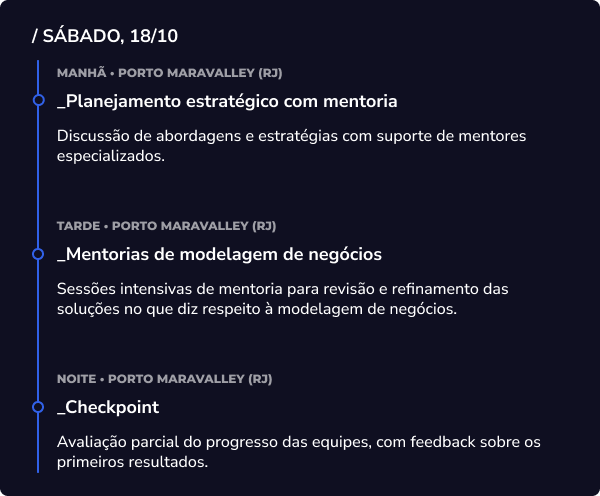 / SÁBADO, 18/10
MANHÃ • PORTO MARAVALLEY (RJ)
_Planejamento estratégico com mentoria
Discussão de abordagens e estratégias com suporte de mentores
especializados.
TARDE • PORTO MARAVALLEY (RJ)
_Mentorias de modelagem de negócios
Sessões intensivas de mentoria para revisão e refinamento das
soluções no que diz respeito à modelagem de negócios.
NOITE • PORTO MARAVALLEY (RJ)
_Checkpoint
Avaliação parcial do progresso das equipes, com feedback sobre os
primeiros resultados.